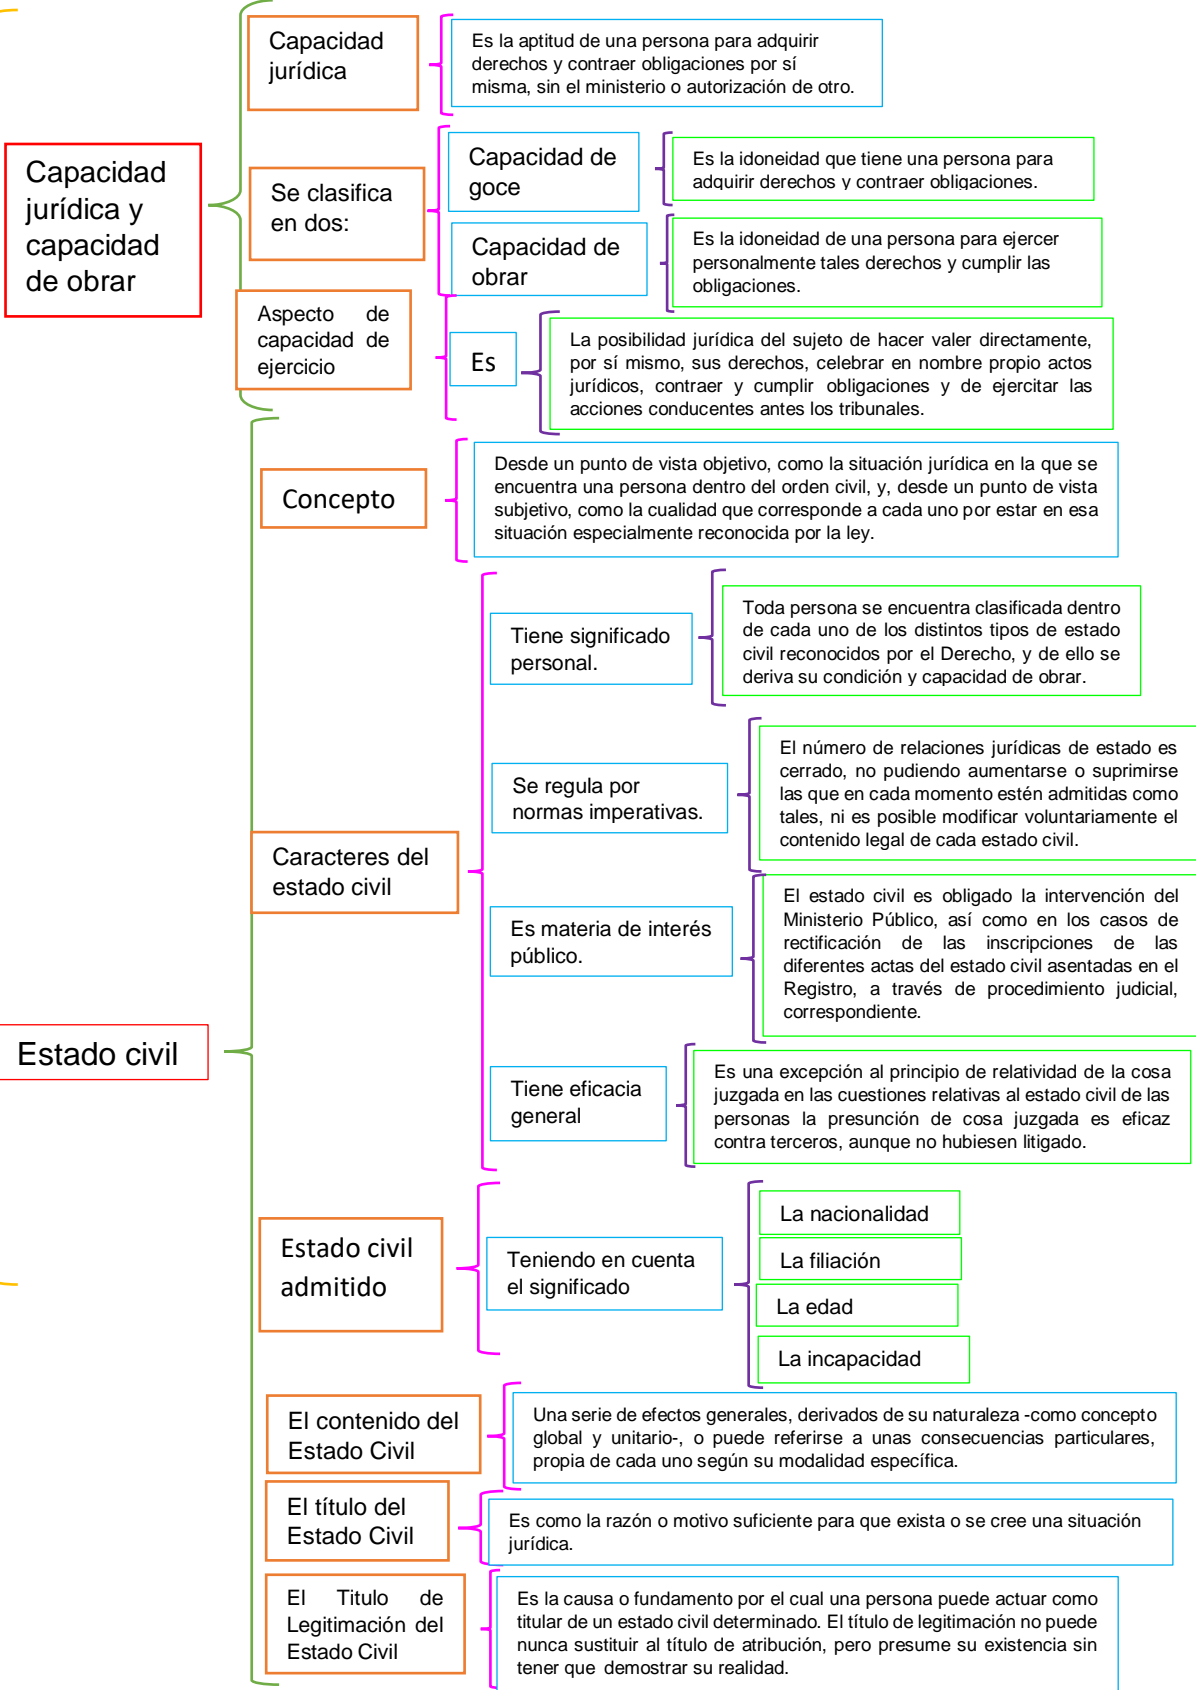 Capacidad
jurídica y
capacidad
de obrar
Capacidad
jurídica
Es la aptitud de una persona para adquirir
derechos y contraer obligaciones por sí
misma, sin el ministerio o autorización de otro.
Se clasifica
en dos:
Capacidad de
goce
Es la idoneidad que tiene una persona para
adquirir derechos y contraer obligaciones.
Capacidad de
obrar
Es la idoneidad de una persona para ejercer
personalmente tales derechos y cumplir las
obligaciones.
Aspecto de
capacidad de
ejercicio
Es
La posibilidad jurídica del sujeto de hacer valer directamente,
por sí mismo, sus derechos, celebrar en nombre propio actos
jurídicos, contraer y cumplir obligaciones y de ejercitar las
acciones conducentes antes los tribunales.
Estado civil
Concepto
Desde un punto de vista objetivo, como la situación jurídica en la que se
encuentra una persona dentro del orden civil, y, desde un punto de vista
subjetivo, como la cualidad que corresponde a cada uno por estar en esa
situación especialmente reconocida por la ley.
Caracteres del
estado civil
Tiene significado
personal.
Toda persona se encuentra clasificada dentro
de cada uno de los distintos tipos de estado
civil reconocidos por el Derecho, y de ello se
deriva su condición y capacidad de obrar.
Se regula por
normas imperativas.
El número de relaciones jurídicas de estado es
cerrado, no pudiendo aumentarse o suprimirse
las que en cada momento estén admitidas como
tales, ni es posible modificar voluntariamente el
contenido legal de cada estado civil.
Es materia de interés
público.
El estado civil es obligado la intervención del
Ministerio Público, así como en los casos de
rectificación de las inscripciones de las
diferentes actas del estado civil asentadas en el
Registro, a través de procedimiento judicial,
correspondiente.
Tiene eficacia
general
Es una excepción al principio de relatividad de la cosa
juzgada en las cuestiones relativas al estado civil de las
personas la presunción de cosa juzgada es eficaz
contra terceros, aunque no hubiesen litigado.
Estado civil
admitido
Teniendo en cuenta
el significado
La nacionalidad
La filiación
La edad
La incapacidad
El contenido del
Estado Civil
Una serie de efectos generales, derivados de su naturaleza -como concepto
global y unitario-, o puede referirse a unas consecuencias particulares,
propia de cada uno según su modalidad específica.
El título del
Estado Civil
Es como la razón o motivo suficiente para que exista o se cree una situación
jurídica.
El Titulo de
Legitimación del
Estado Civil
Es la causa o fundamento por el cual una persona puede actuar como
titular de un estado civil determinado. El título de legitimación no puede
nunca sustituir al título de atribución, pero presume su existencia sin
tener que demostrar su realidad.